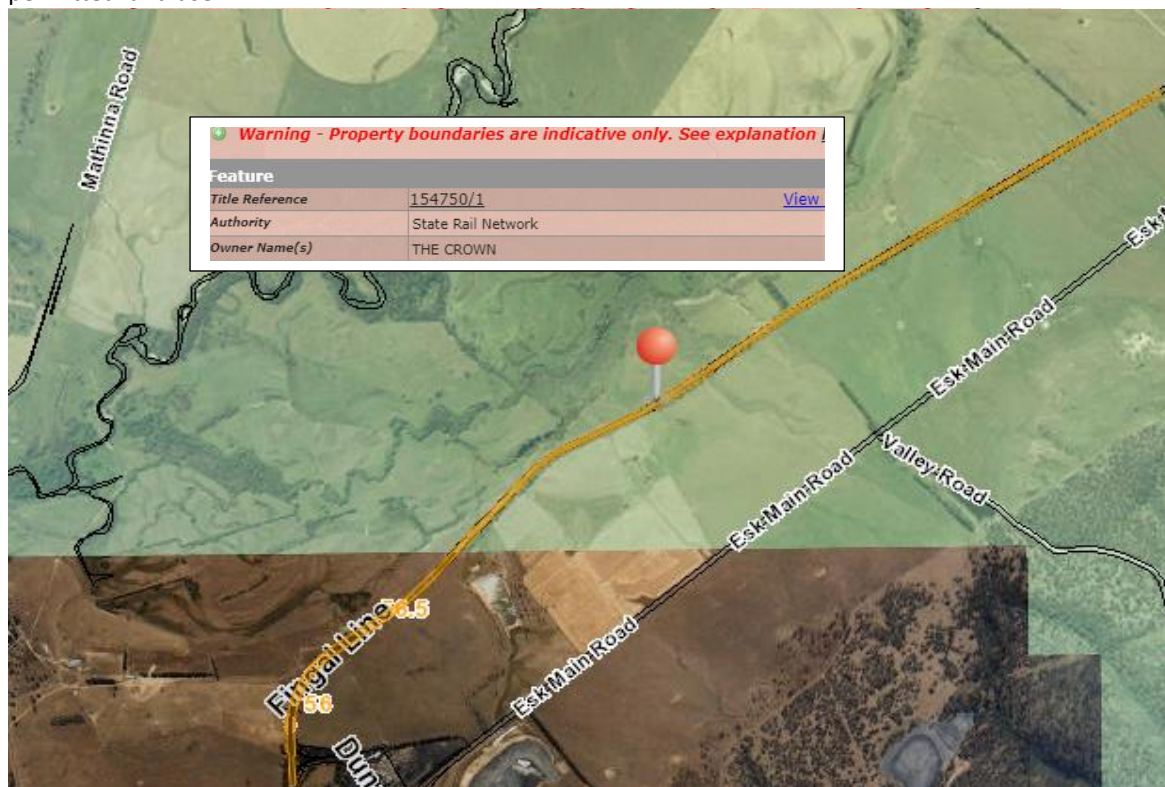 Mathinna Road
Warning - Property boundaries are indicative only. See explanation
Feature
Title Reference 154750/1 View
Authority State Rail Network
Owner Name(s) THE CROWN
Esk Main Road
Valley Road
Esk Main Road
56.5
Fingal Line
56
Esk Main Road